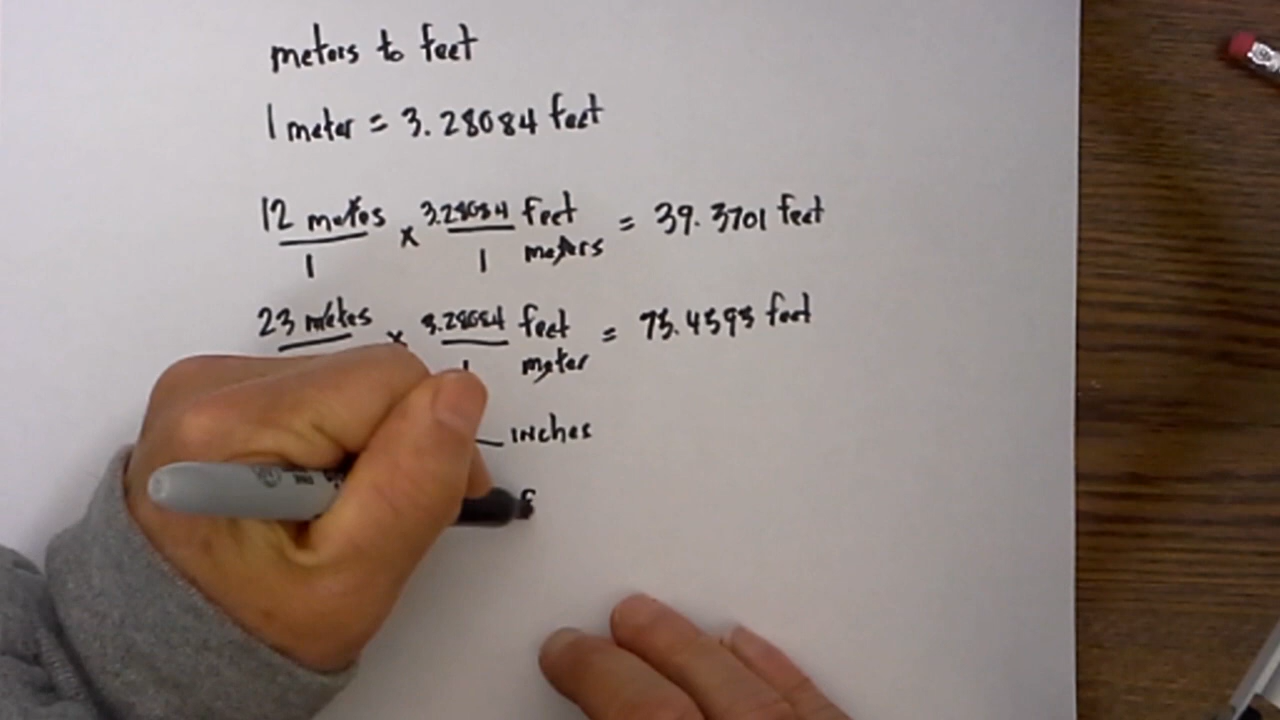 meters to feet
1 meter = 3.28084 feet
12 meters x 3.28084 feet = 39.3701 feet
1 1 meters
23 meters x 3.28084 feet = 75.4593 feet
1 meter
inches
f